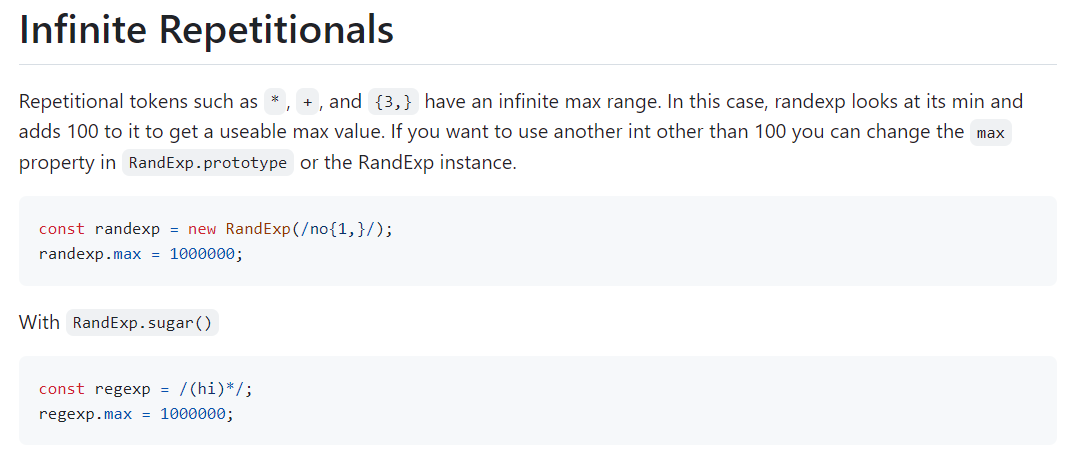 Infinite Repetitionals
Repetitional tokens such as *, +, and {3,} have an infinite max range. In this case, randexp looks at its min and
adds 100 to it to get a useable max value. If you want to use another int other than 100 you can change the max
property in RandExp.prototype or the RandExp instance.
const randexp = new RandExp(/no{1,}/);
randexp.max = 1000000;
With RandExp.sugar()
const regexp = /(hi)*/;
regexp.max = 1000000;